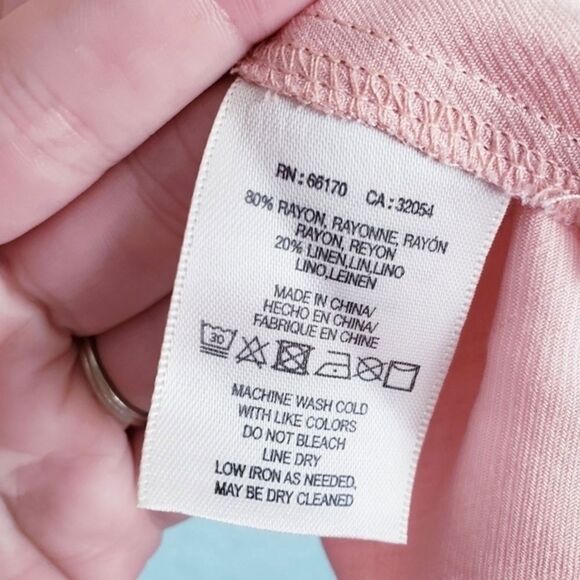 RN : 66170 CA : 32054
80% RAYON, RAYONNE, RAYÓN
RAYON, REYON
20% LINEN,LIN,LINO
LINO,LEINEN
MADE IN CHINA/
HECHO EN CHINA/
FABRIQUE EN CHINE
30
MACHINE WASH COLD
WITH LIKE COLORS
DO NOT BLEACH
LINE DRY
LOW IRON AS NEEDED,
MAY BE DRY CLEANED